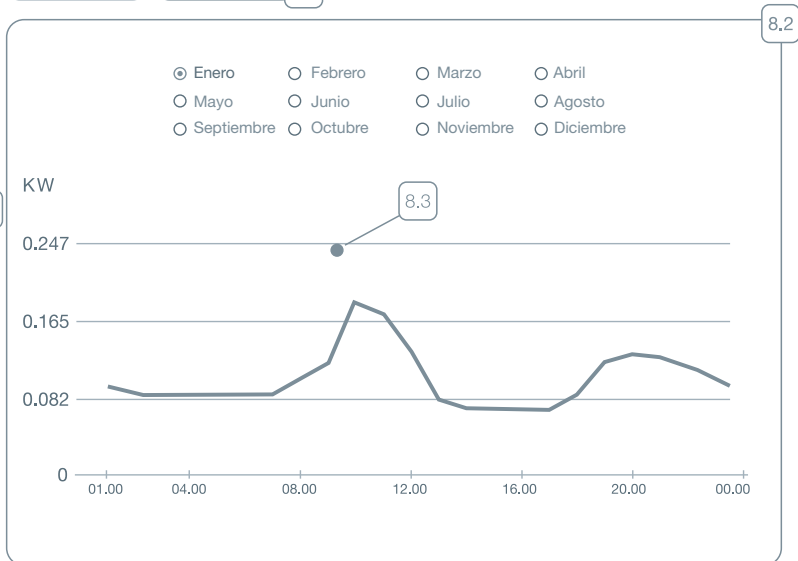 8.2
Enero Febrero Marzo Abril
Mayo Junio Julio Agosto
Septiembre Octubre Noviembre Diciembre
KW
8.3
0.247
0.165
0.082
0
01.00 04.00 08.00 12.00 16.00 20.00 00.00